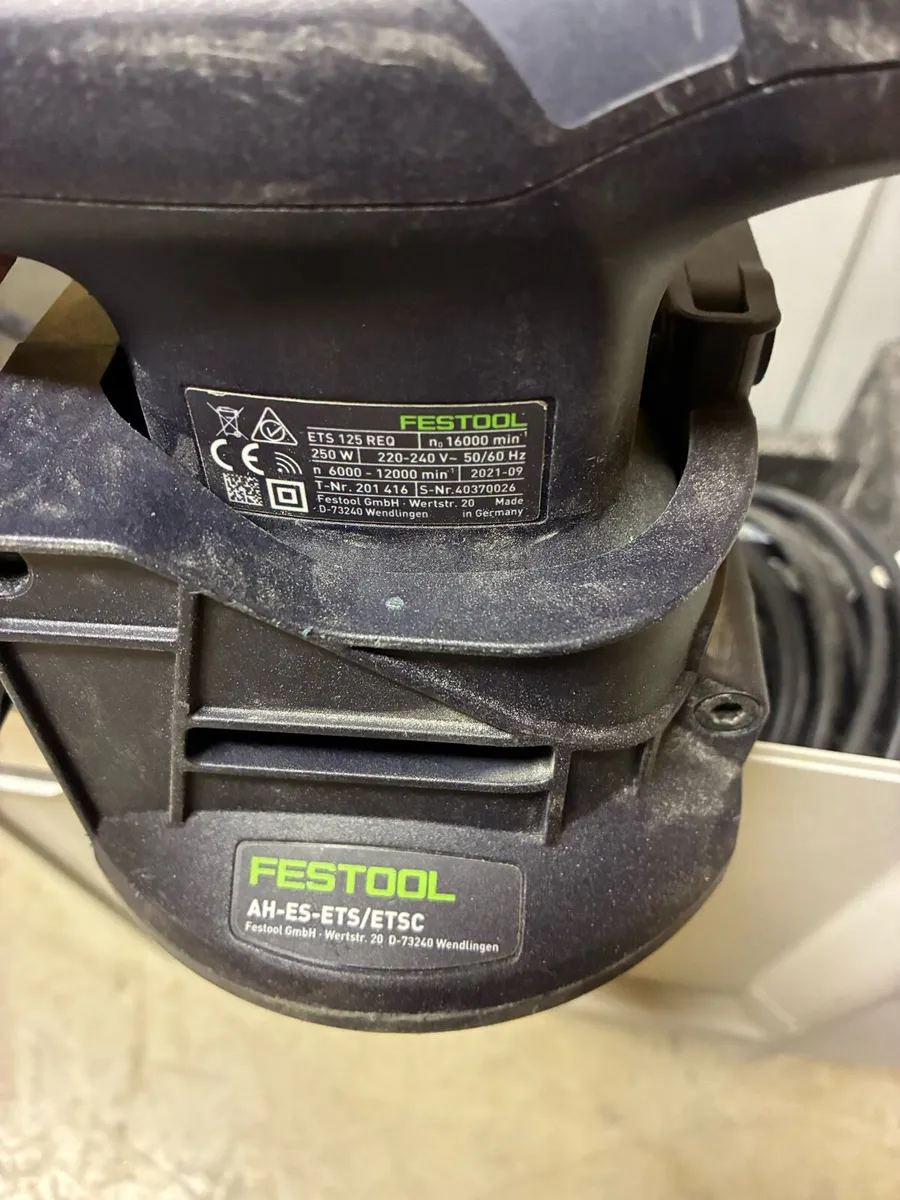 FESTOOL
ETS 125 REQ n₀ 16000 min⁻¹
250 W 220-240 V~ 50/60 Hz
n 6000 - 12000 min⁻¹ 2021-09
T-Nr. 201 416 S-Nr. 40370026
Festool GmbH · Wertstr. 20 Made
D-73240 Wendlingen in Germany
CE
FESTOOL
AH-ES-ETS/ETSC
Festool GmbH · Wertstr. 20 D-73240 Wendlingen